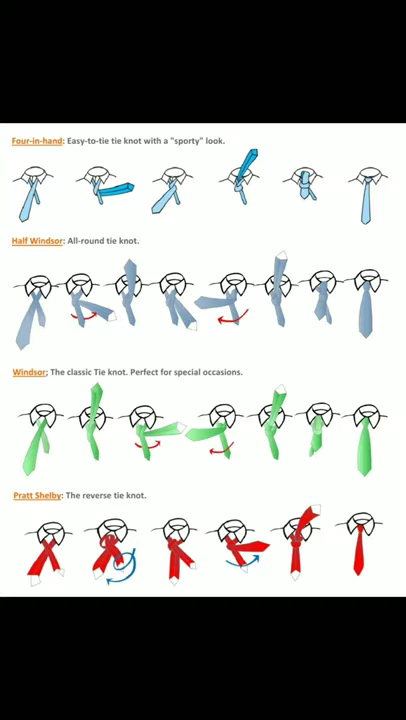 Four-in-hand: Easy-to-tie tie knot with a "sporty" look.
Half Windsor: All-round tie knot.
Windsor; The classic Tie knot. Perfect for special occasions.
Pratt Shelby: The reverse tie knot.